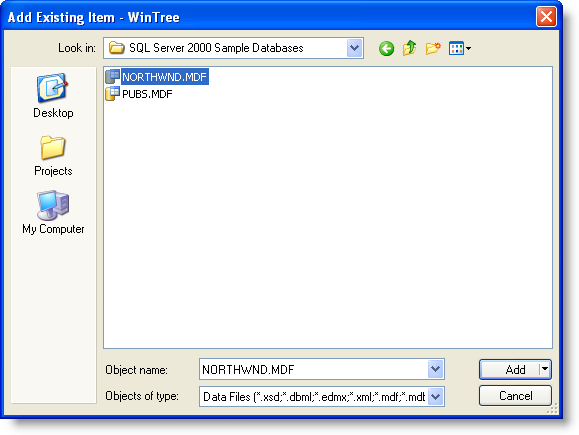 Add Existing Item - WinTree
Look in: SQL Server 2000 Sample Databases
NORTHWND.MDF
PUBS.MDF
Desktop
Projects
My Computer
Object name: NORTHWND.MDF
Add
Objects of type: Data Files (*.xsd;*.dbml;*.edmx;*.xml;*.mdf;*.mdb
Cancel